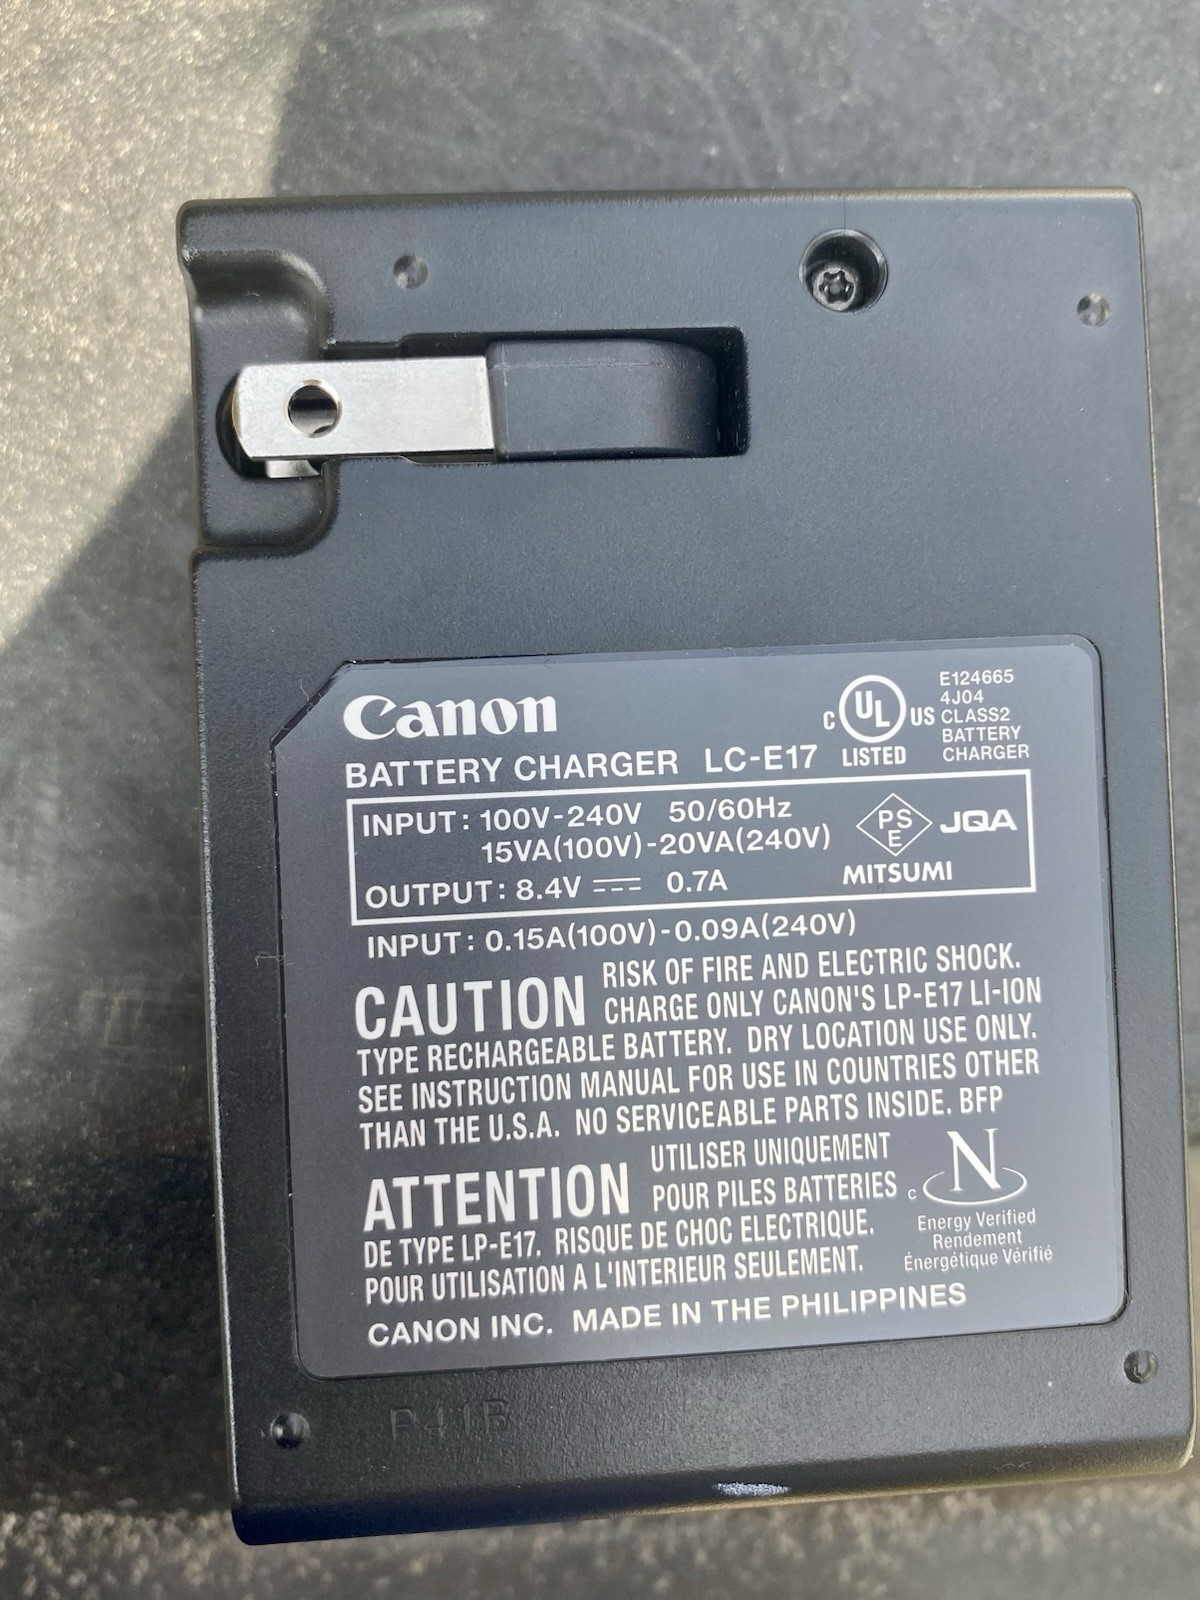 Canon
BATTERY CHARGER LC-E17
C UL US
LISTED
E124665
4J04
CLASS2
BATTERY
CHARGER
INPUT: 100V-240V 50/60Hz
15VA(100V)-20VA(240V)
OUTPUT: 8.4V ⎓ 0.7A
PS
E
JQA
MITSUMI
INPUT: 0.15A(100V)-0.09A(240V)
CAUTION RISK OF FIRE AND ELECTRIC SHOCK.
CHARGE ONLY CANON'S LP-E17 LI-ION
TYPE RECHARGEABLE BATTERY. DRY LOCATION USE ONLY.
SEE INSTRUCTION MANUAL FOR USE IN COUNTRIES OTHER
THAN THE U.S.A. NO SERVICEABLE PARTS INSIDE. BFP
ATTENTION UTILISER UNIQUEMENT
POUR PILES BATTERIES
DE TYPE LP-E17. RISQUE DE CHOC ELECTRIQUE.
POUR UTILISATION A L'INTERIEUR SEULEMENT.
C N
Energy Verified
Rendement
Énergétique Vérifié
CANON INC. MADE IN THE PHILIPPINES